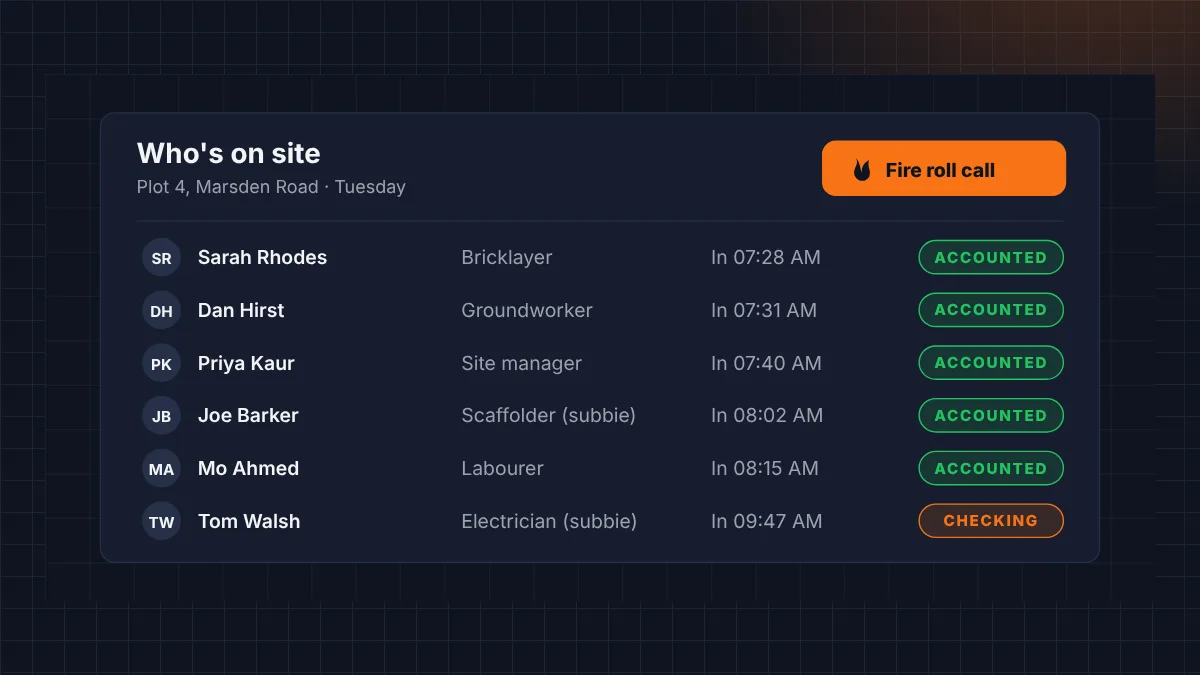 Who's on site
Plot 4, Marsden Road · Tuesday
Fire roll call
SR Sarah Rhodes Bricklayer In 07:28 AM ACCOUNTED
DH Dan Hirst Groundworker In 07:31 AM ACCOUNTED
PK Priya Kaur Site manager In 07:40 AM ACCOUNTED
JB Joe Barker Scaffolder (subbie) In 08:02 AM ACCOUNTED
MA Mo Ahmed Labourer In 08:15 AM ACCOUNTED
TW Tom Walsh Electrician (subbie) In 09:47 AM CHECKING